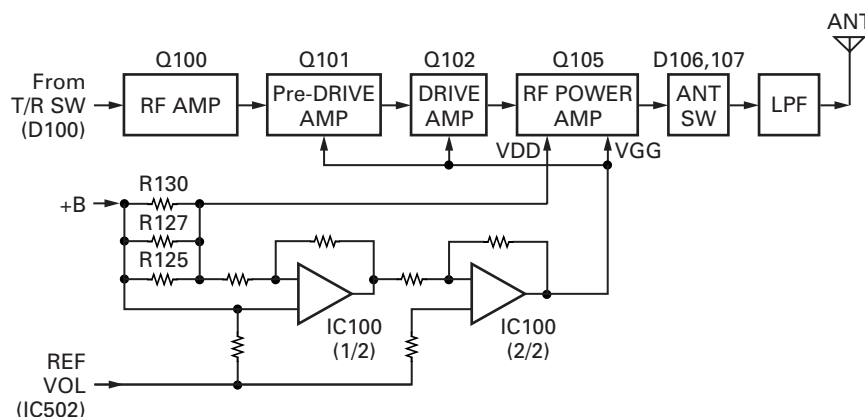 ANT
Q100
Q101
Q102
Q105
D106,107
From
T/R SW
(D100)
RF AMP
Pre-DRIVE
AMP
DRIVE
AMP
RF POWER
AMP
ANT
SW
LPF
VDD
VGG
+B
R130
R127
R125
IC100
(1/2)
IC100
(2/2)
REF
VOL
(IC502)